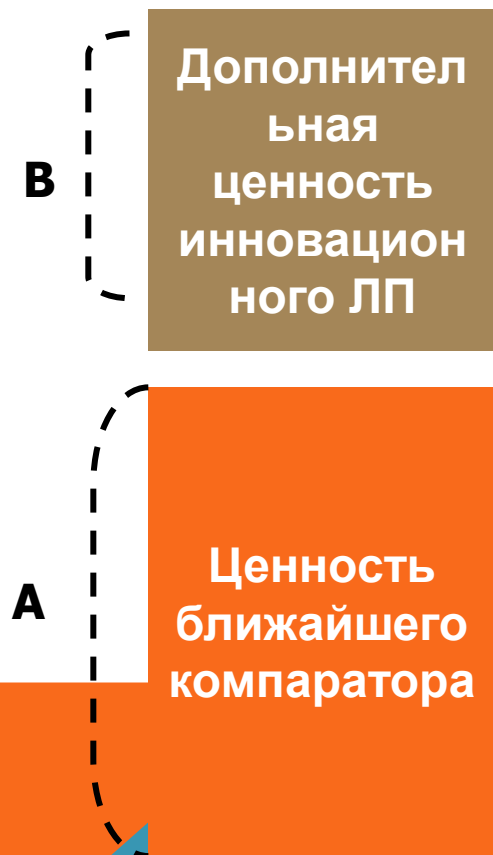 Дополнител
ьная
ценность
инновацион
ного ЛП
B
Ценность
ближайшего
компаратора
A